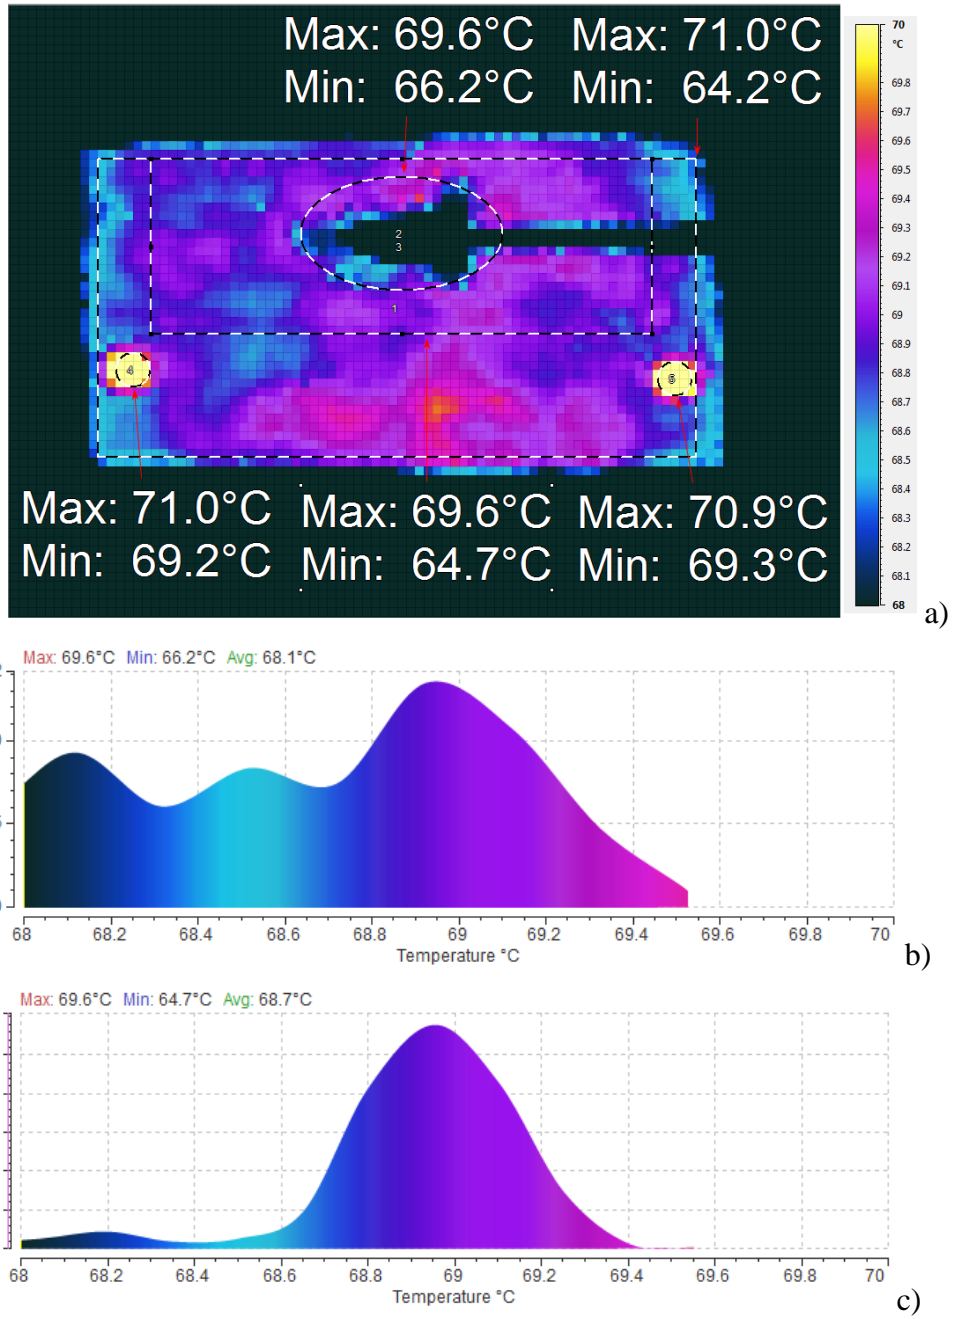 Max: 69.6°C Max: 71.0°C
Min: 66.2°C Min: 64.2°C
70
°C
69.8
69.7
69.6
69.5
69.4
69.3
69.2
69.1
69
68.9
68.8
68.7
68.6
68.5
68.4
68.3
68.2
68.1
68
2
3
1
4
5
Max: 71.0°C Max: 69.6°C Max: 70.9°C
Min: 69.2°C Min: 64.7°C Min: 69.3°C
a)
Max: 69.6°C Min: 66.2°C Avg: 68.1°C
68 68.2 68.4 68.6 68.8 69 69.2 69.4 69.6 69.8 70
Temperature °C
b)
Max: 69.6°C Min: 64.7°C Avg: 68.7°C
68 68.2 68.4 68.6 68.8 69 69.2 69.4 69.6 69.8 70
Temperature °C
c)